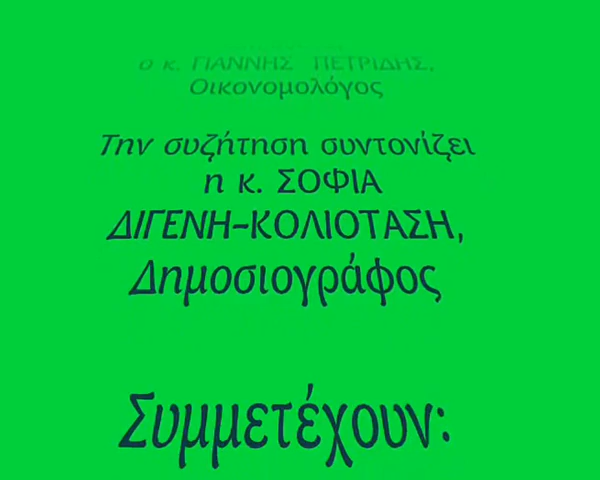 ο κ. ΓΙΑΝΝΗΣ ΠΕΤΡΙΔΗΣ,
Οικονομολόγος
Την συζήτηση συντονίζει
η κ. ΣΟΦΙΑ
ΔΙΓΕΝΗ-ΚΟΛΙΟΤΑΣΗ,
Δημοσιογράφος
Συμμετέχουν: